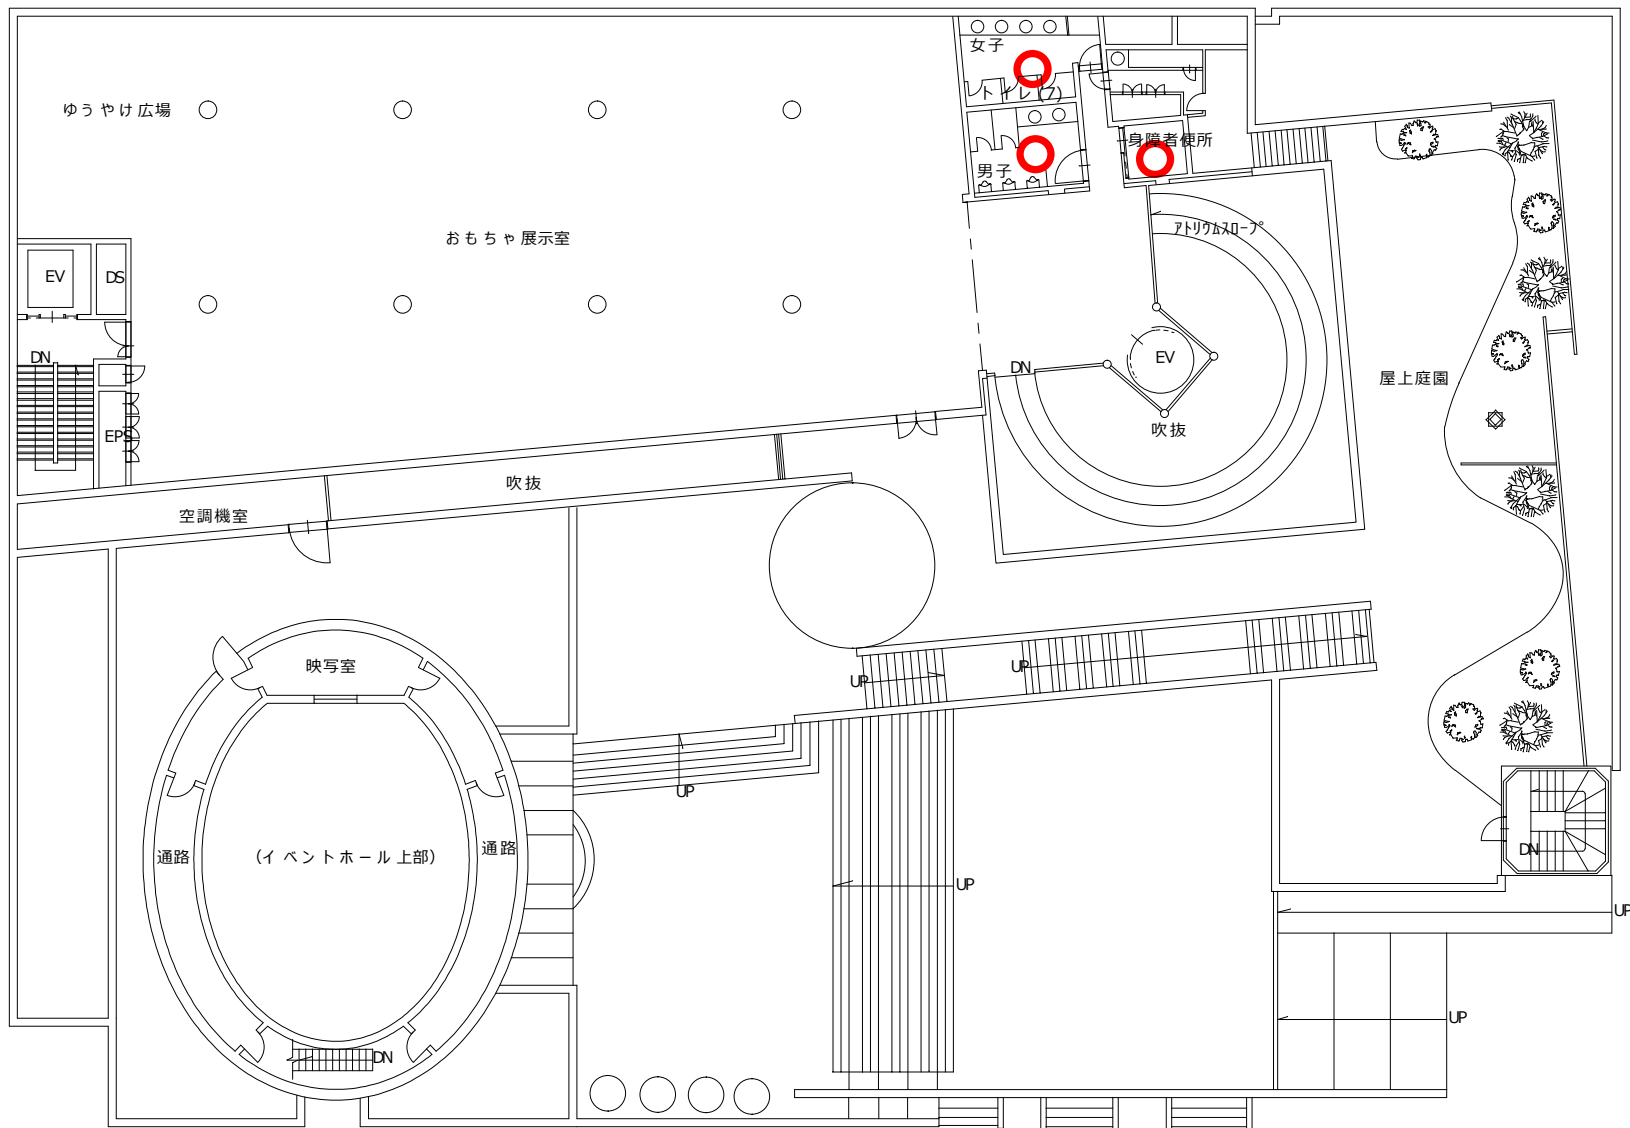 女子
トイレ(7)
ゆうやけ広場
身障者便所
男子
アトリウムスロープ
おもちゃ展示室
EV
DS
DN
EV
DN
屋上庭園
吹抜
EPS
吹抜
空調機室
映写室
UP
UP
UP
通路
(イベントホール上部)
通路
DN
UP
UP
UP
DN